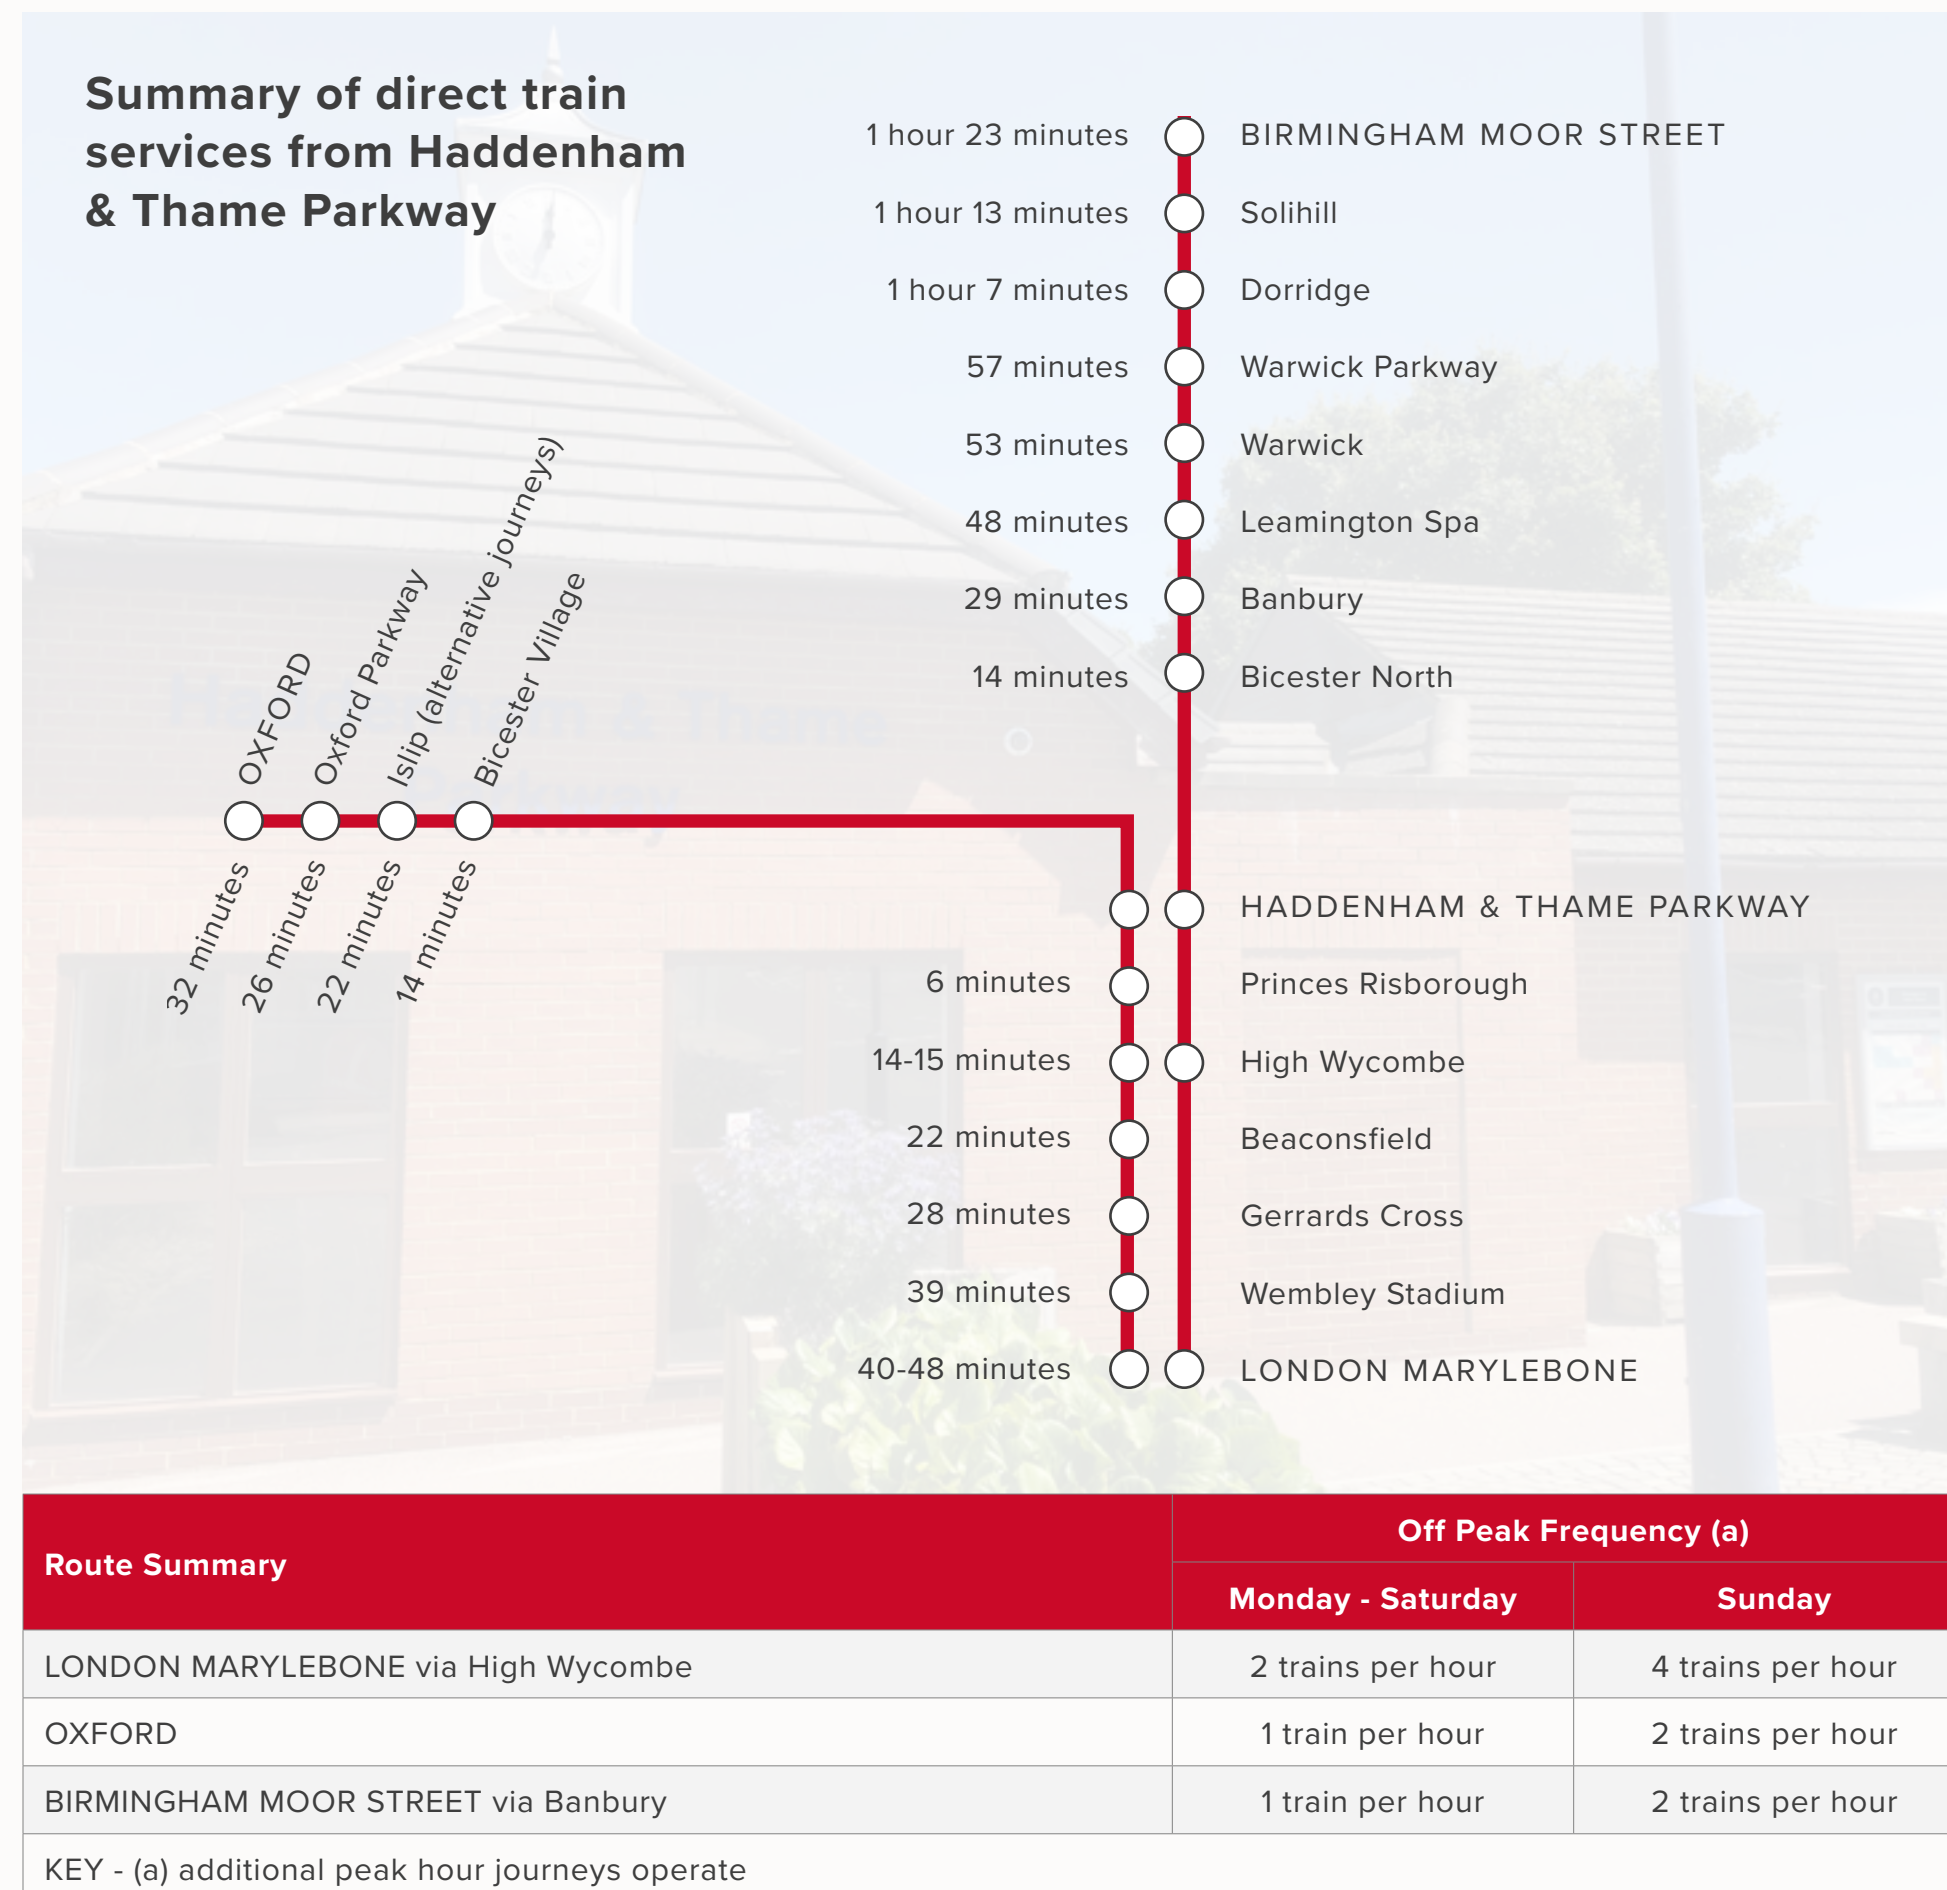 Summary of direct train
services from Haddenham
& Thame Parkway
1 hour 23 minutes BIRMINGHAM MOOR STREET
1 hour 13 minutes Solihill
1 hour 7 minutes Dorridge
57 minutes Warwick Parkway
53 minutes Warwick
48 minutes Leamington Spa
29 minutes Banbury
14 minutes Bicester North
OXFORD
Oxford Parkway
Islip (alternative journeys)
Bicester Village
32 minutes
26 minutes
22 minutes
14 minutes
Haddenham & Thame
Parkway
HADDENHAM & THAME PARKWAY
6 minutes Princes Risborough
14-15 minutes High Wycombe
22 minutes Beaconsfield
28 minutes Gerrards Cross
39 minutes Wembley Stadium
40-48 minutes LONDON MARYLEBONE
Route Summary
Off Peak Frequency (a)
Monday - Saturday Sunday
LONDON MARYLEBONE via High Wycombe 2 trains per hour 4 trains per hour
OXFORD 1 train per hour 2 trains per hour
BIRMINGHAM MOOR STREET via Banbury 1 train per hour 2 trains per hour
KEY - (a) additional peak hour journeys operate